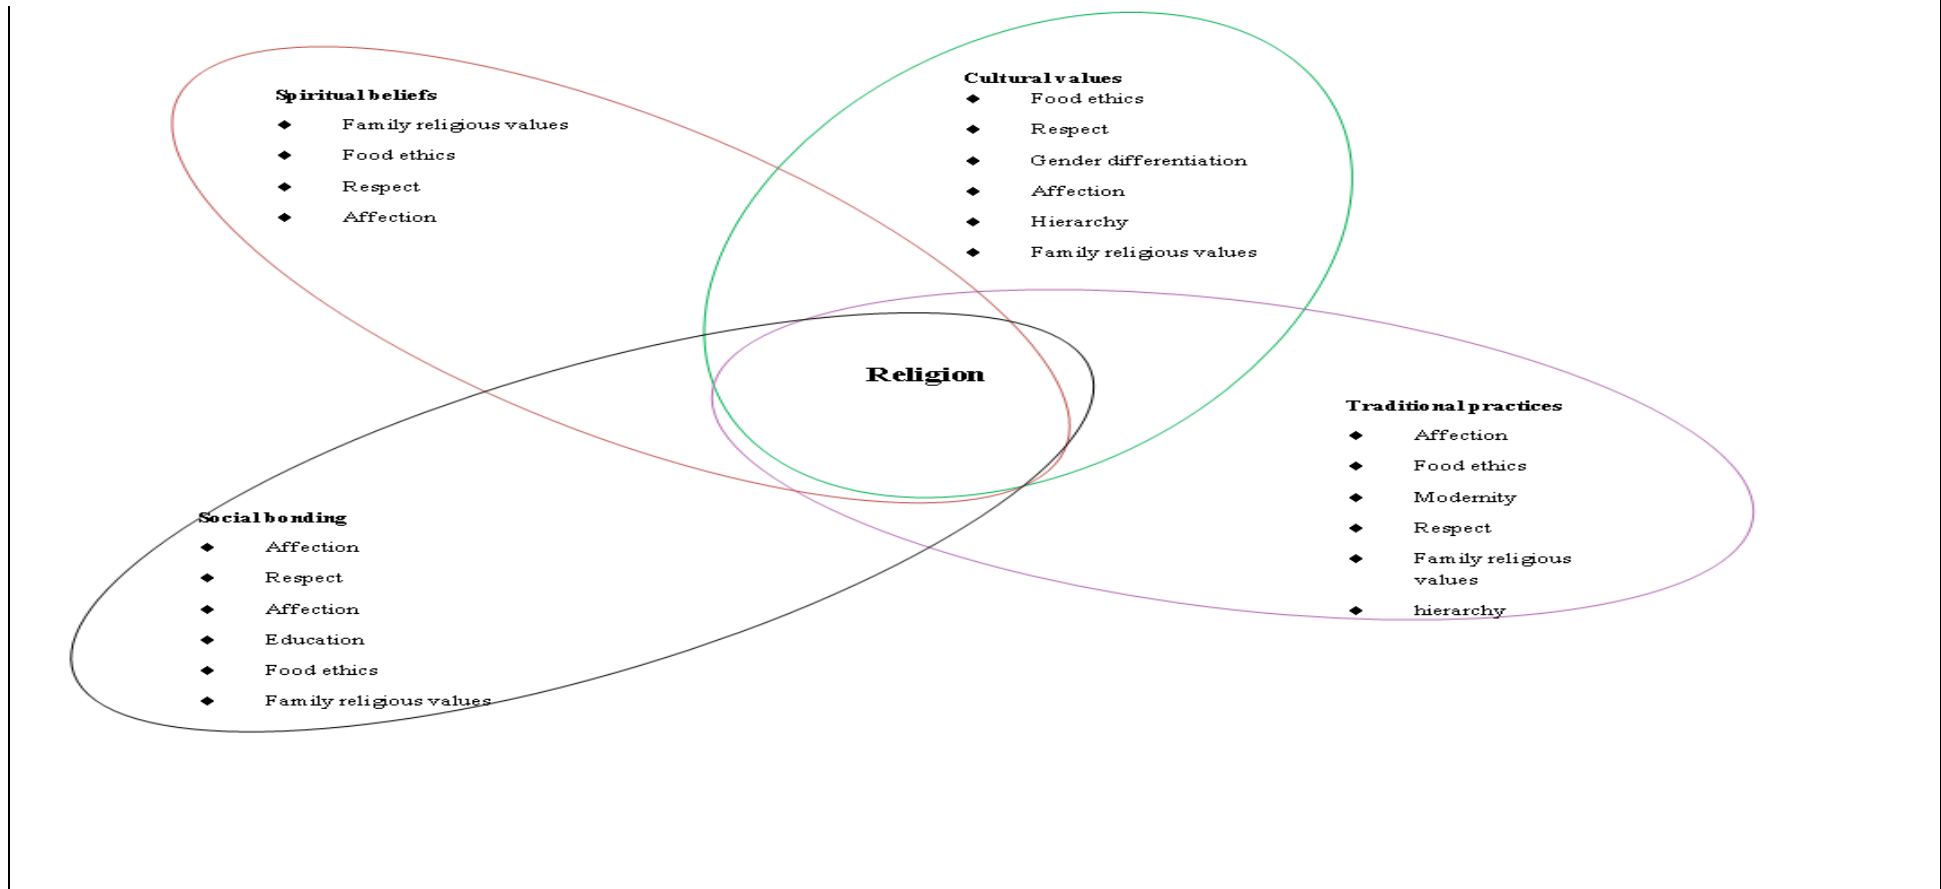 Spiritual beliefs
Family religious values
Food ethics
Respect
Affection
Cultural values
Food ethics
Respect
Gender differentiation
Affection
Hierarchy
Family religious values
Religion
Traditional practices
Affection
Food ethics
Modernity
Respect
Family religious
values
hierarchy
Social bonding
Affection
Respect
Affection
Education
Food ethics
Family religious values